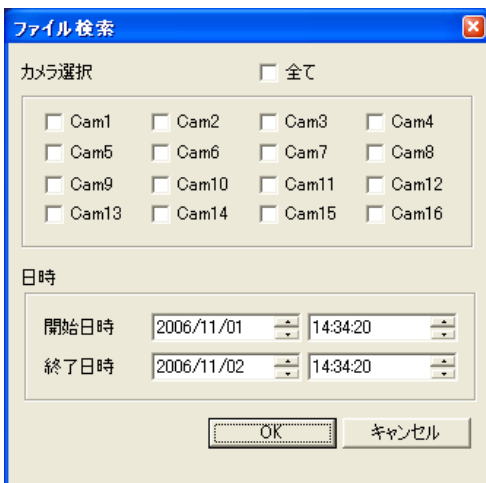 ファイル検索
カメラ選択 全て
Cam1 Cam2 Cam3 Cam4
Cam5 Cam6 Cam7 Cam8
Cam9 Cam10 Cam11 Cam12
Cam13 Cam14 Cam15 Cam16
日時
開始日時 2006/11/01 14:34:20
終了日時 2006/11/02 14:34:20
OK キャンセル